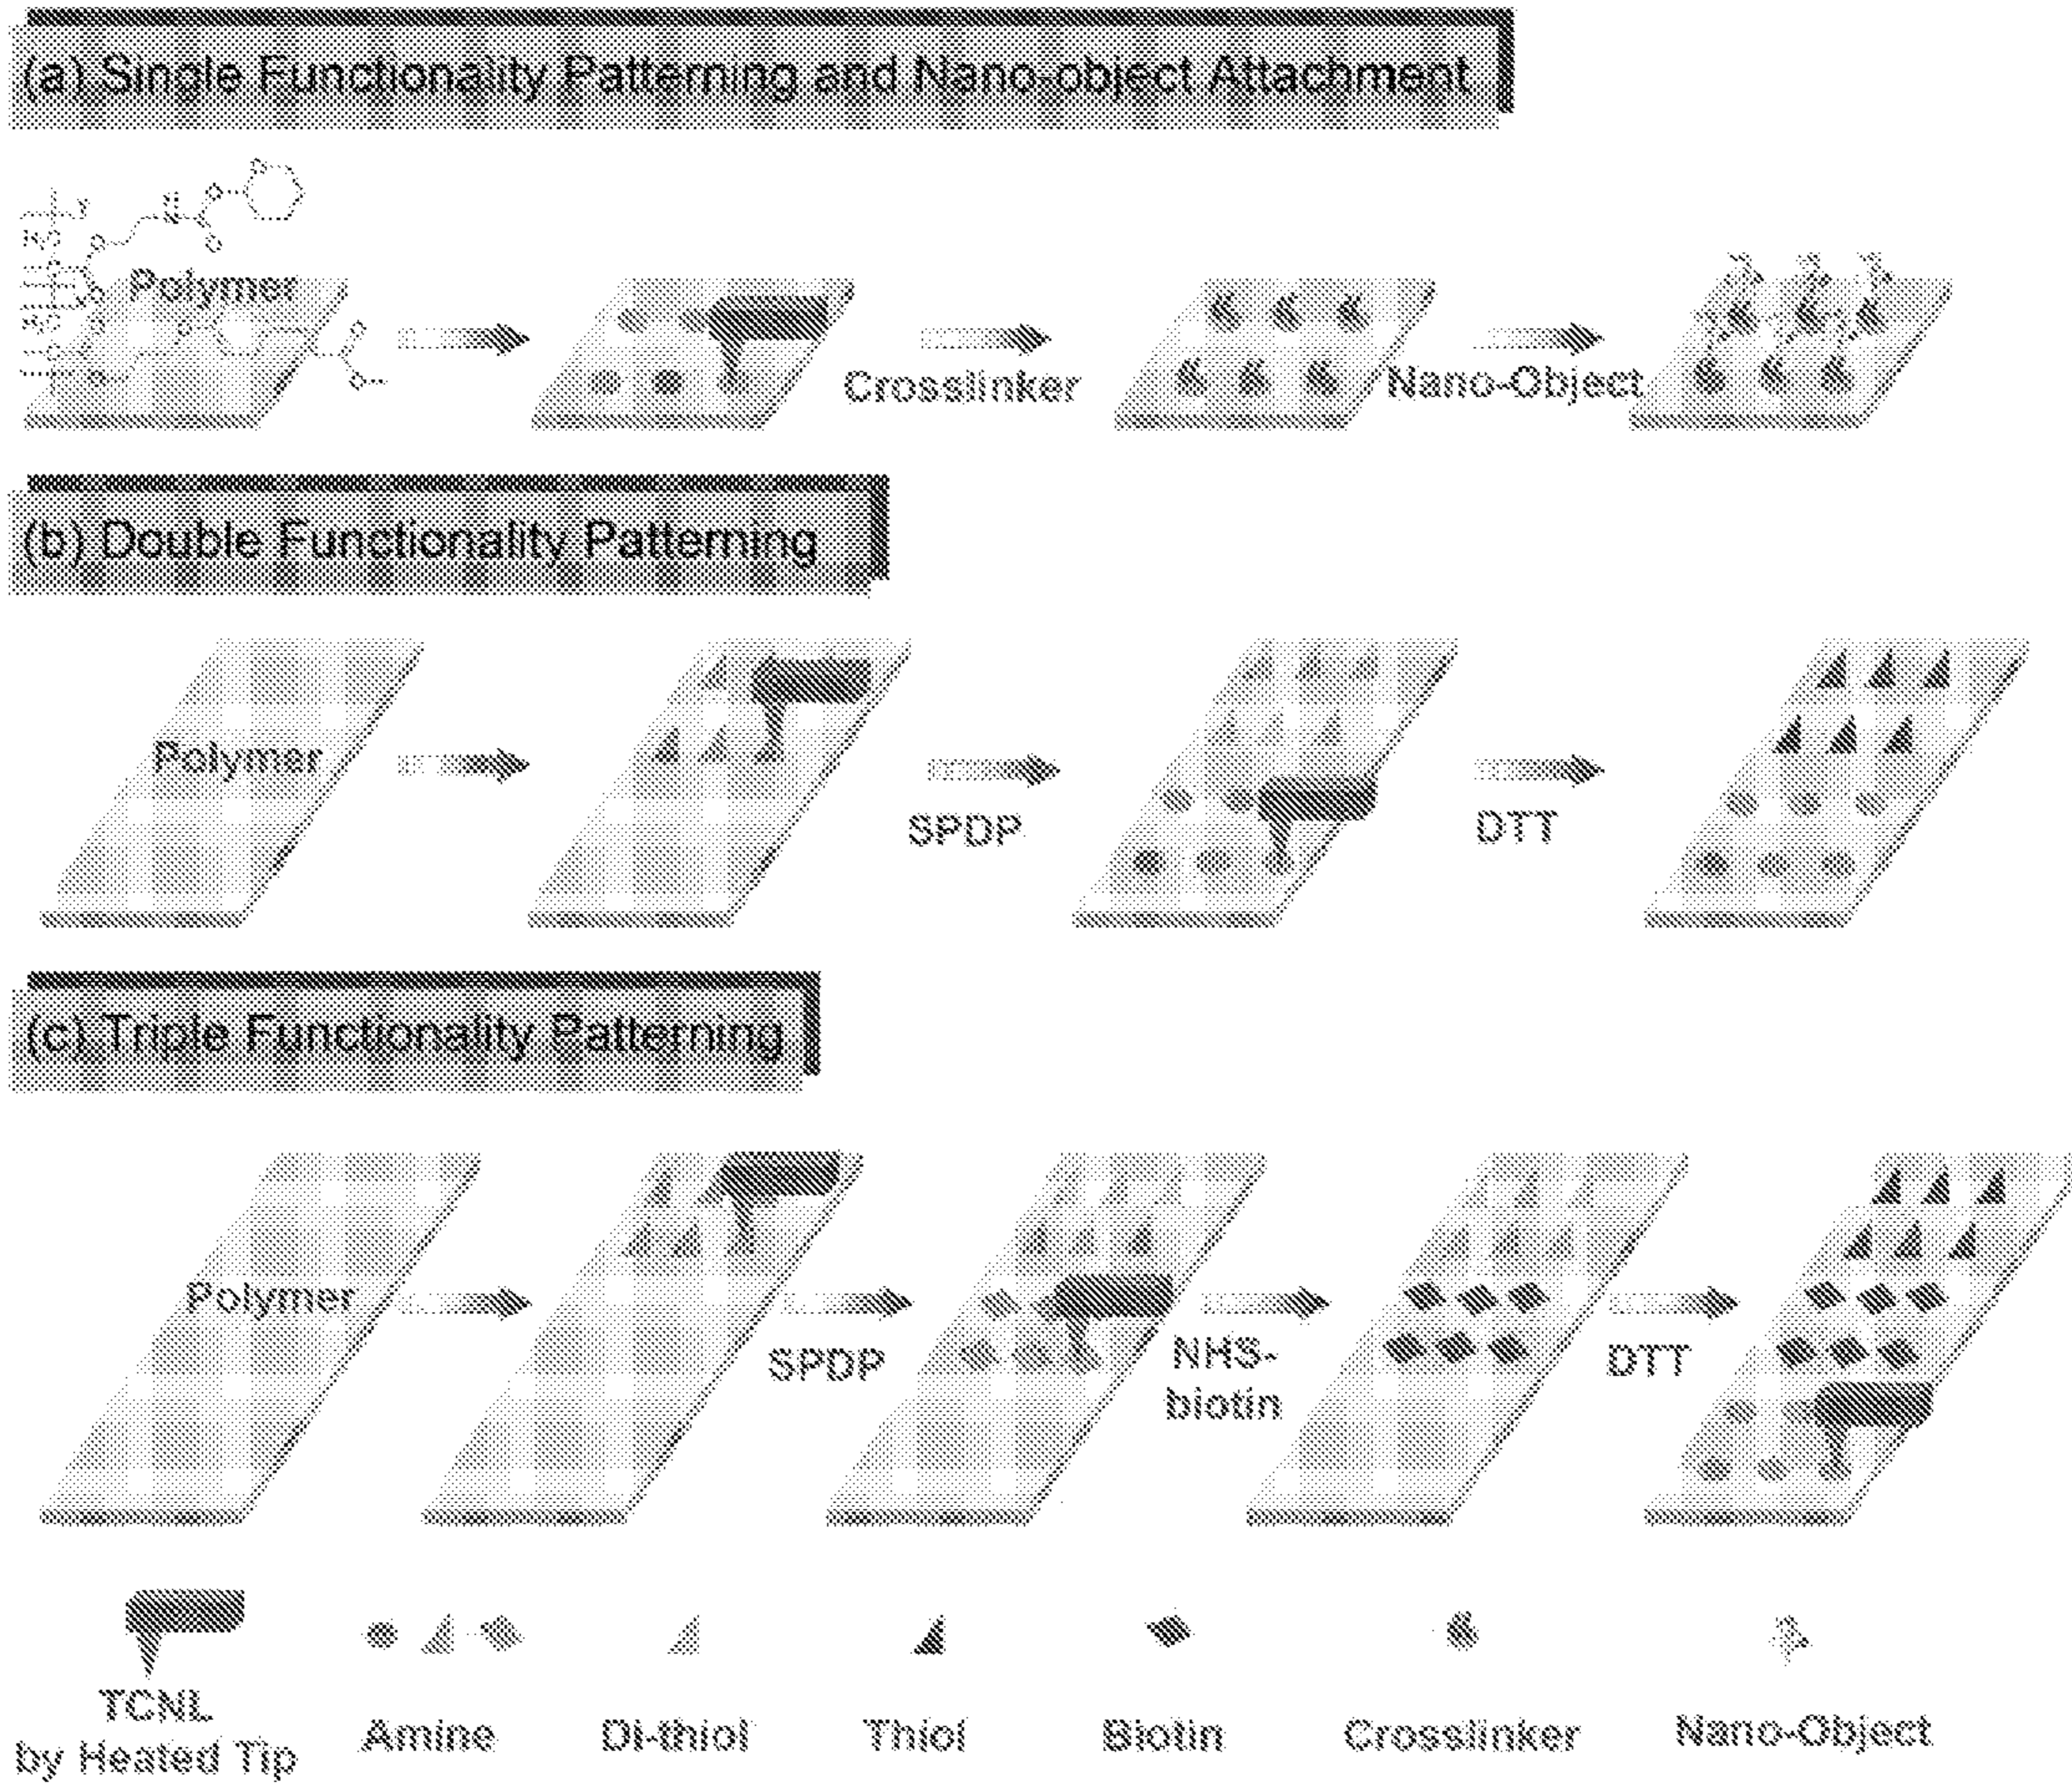 (a) Single Functionality Patterning and Nano-object Attachment
Polymer
Crosslinker
Nano-Object
(b) Double Functionality Patterning
Polymer
SPDP
DTT
(c) Triple Functionality Patterning
Polymer
SPDP
NHS-
biotin
DTT
TCNL
by Heated Tip
Amine
Di-thiol
Thiol
Biotin
Crosslinker
Nano-Object